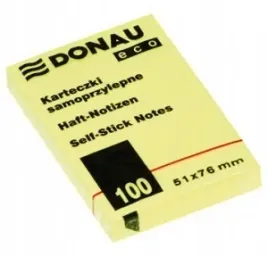 DONAU
eco
Karteczki
samoprzylepne
Haft-Notizen
Self-Stick Notes
100
51x76 mm